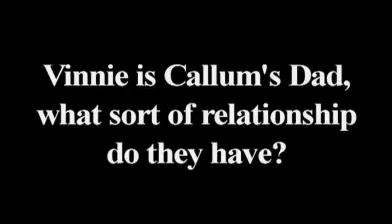 Vinnie is Callum's Dad,
what sort of relationship
do they have?